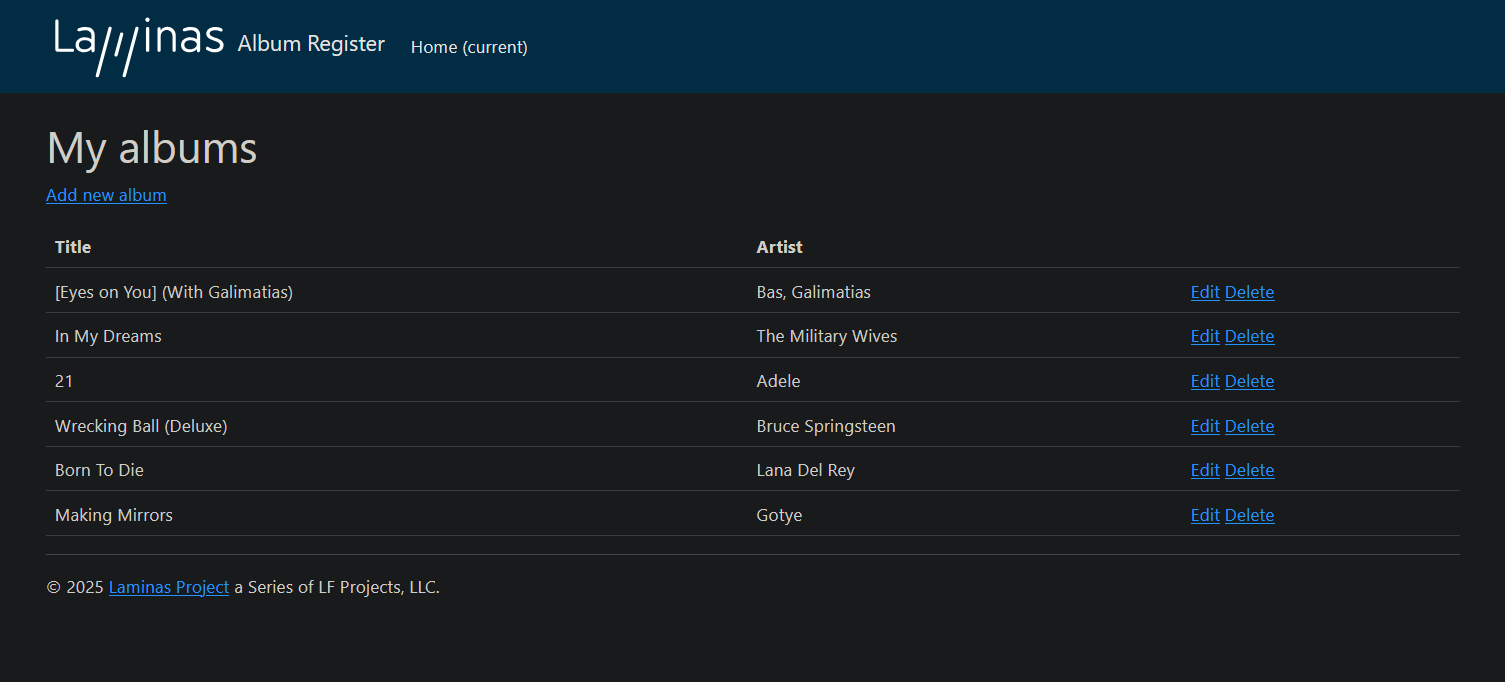 Laminas Album Register Home (current)
My albums
Add new album
Title Artist
[Eyes on You] (With Galimatias) Bas, Galimatias Edit Delete
In My Dreams The Military Wives Edit Delete
21 Adele Edit Delete
Wrecking Ball (Deluxe) Bruce Springsteen Edit Delete
Born To Die Lana Del Rey Edit Delete
Making Mirrors Gotye Edit Delete
© 2025 Laminas Project a Series of LF Projects, LLC.